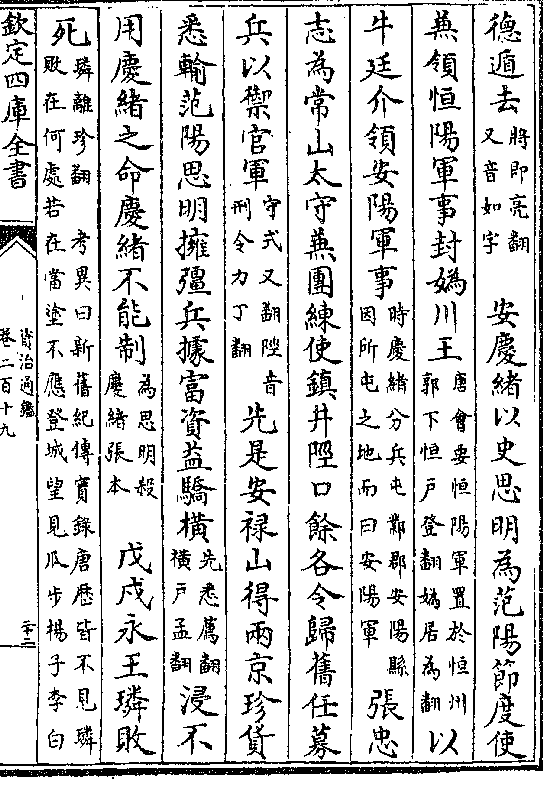 德遁去將即亮翻又音如字　安慶緒以史思明為范陽節度使
兼領恒陽軍事封媯川王唐會要恒陽軍置於恒州郭下恒戶登翻媯居為翻以
牛廷介領安陽軍事時慶緒分兵屯鄴郡安陽縣因所屯之地而曰安陽軍張忠
志為常山太守兼團練使鎮井陘口餘各令歸舊任募
兵以禦官軍守式又翻陘音刑令力丁翻先是安禄山得兩京珍貨
悉輸范陽思明擁彊兵據富資益驕橫先悉薦翻橫戶孟翻浸不
用慶緒之命慶緒不能制為思明殺慶緒張本　戊戌永王璘敗
死璘離珍翻　考異曰新舊紀傳實錄唐歷皆不見璘敗在何處若在當塗不應登城望見瓜步楊子李白
欽定四庫全書
資治通鑑
卷二百十九